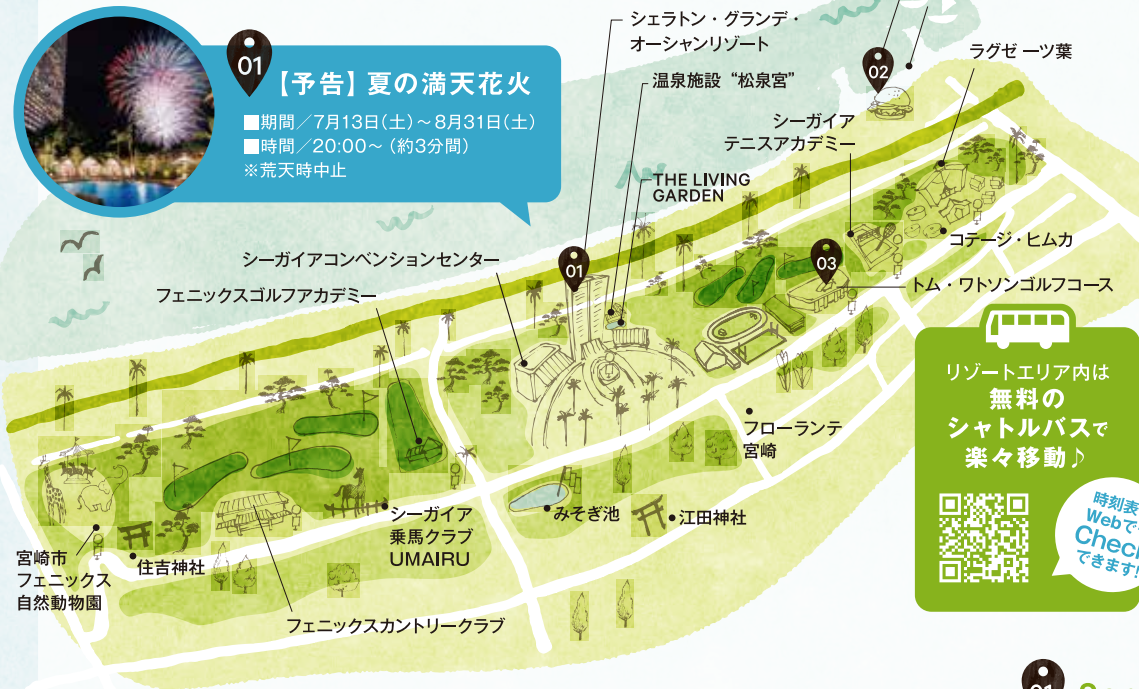 01
【予告】夏の満天花火
■期間／7月13日(土)～8月31日(土)
■時間／20:00～（約3分間）
※荒天時中止
シェラトン・グランデ・
オーシャンリゾート
温泉施設 “松泉宮”
02
ラグゼ 一ツ葉
シーガイア
テニスアカデミー
THE LIVING
GARDEN
コテージ・ヒムカ
シーガイアコンベンションセンター
01
03
トム・ワトソンゴルフコース
フェニックスゴルフアカデミー
リゾートエリア内は
無料の
シャトルバスで
楽々移動♪
時刻表
Webで
Check
できます!
フローランテ
宮崎
シーガイア
乗馬クラブ
UMAIRU
みそぎ池
江田神社
宮崎市
フェニックス
自然動物園
住吉神社
フェニックスカントリークラブ
01